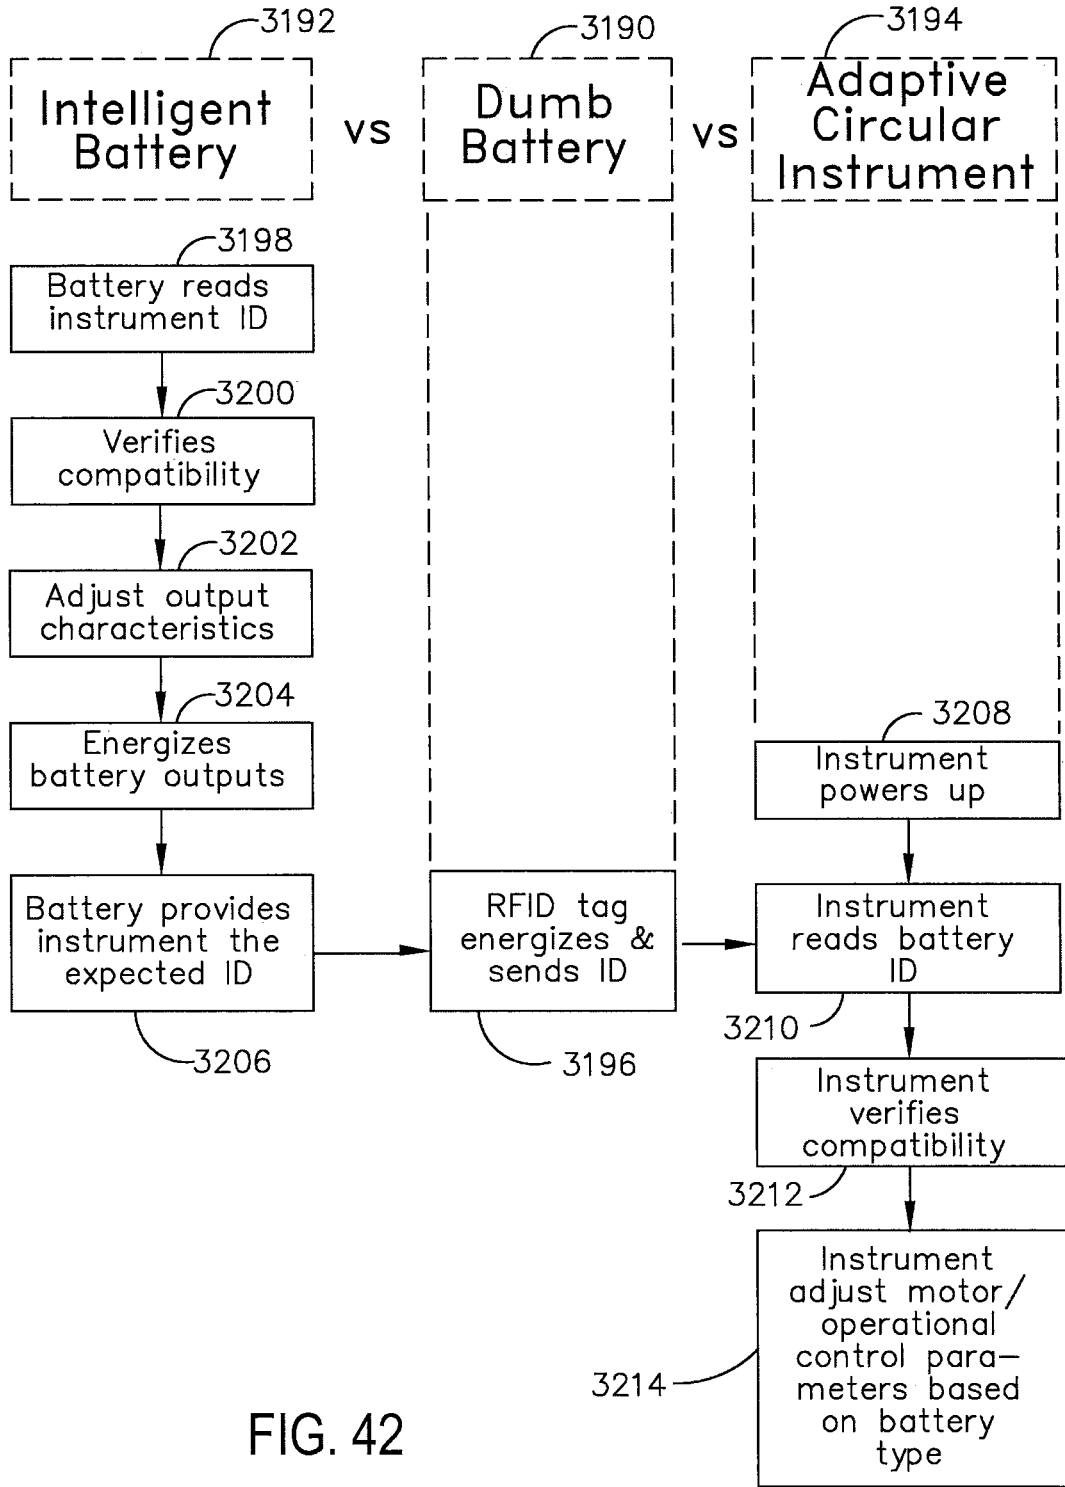 3192
3190
3194
Intelligent
Battery
vs
Dumb
Battery
vs
Adaptive
Circular
Instrument
3198
Battery reads
instrument ID
3200
Verifies
compatibility
3202
Adjust output
characteristics
3204
Energizes
battery outputs
Battery provides
instrument the
expected ID
3206
RFID tag
energizes &
sends ID
3196
3208
Instrument
powers up
Instrument
reads battery
ID
3210
Instrument
verifies
compatibility
3212
Instrument
adjust motor/
operational
control para-
meters based
on battery
type
3214
FIG. 42